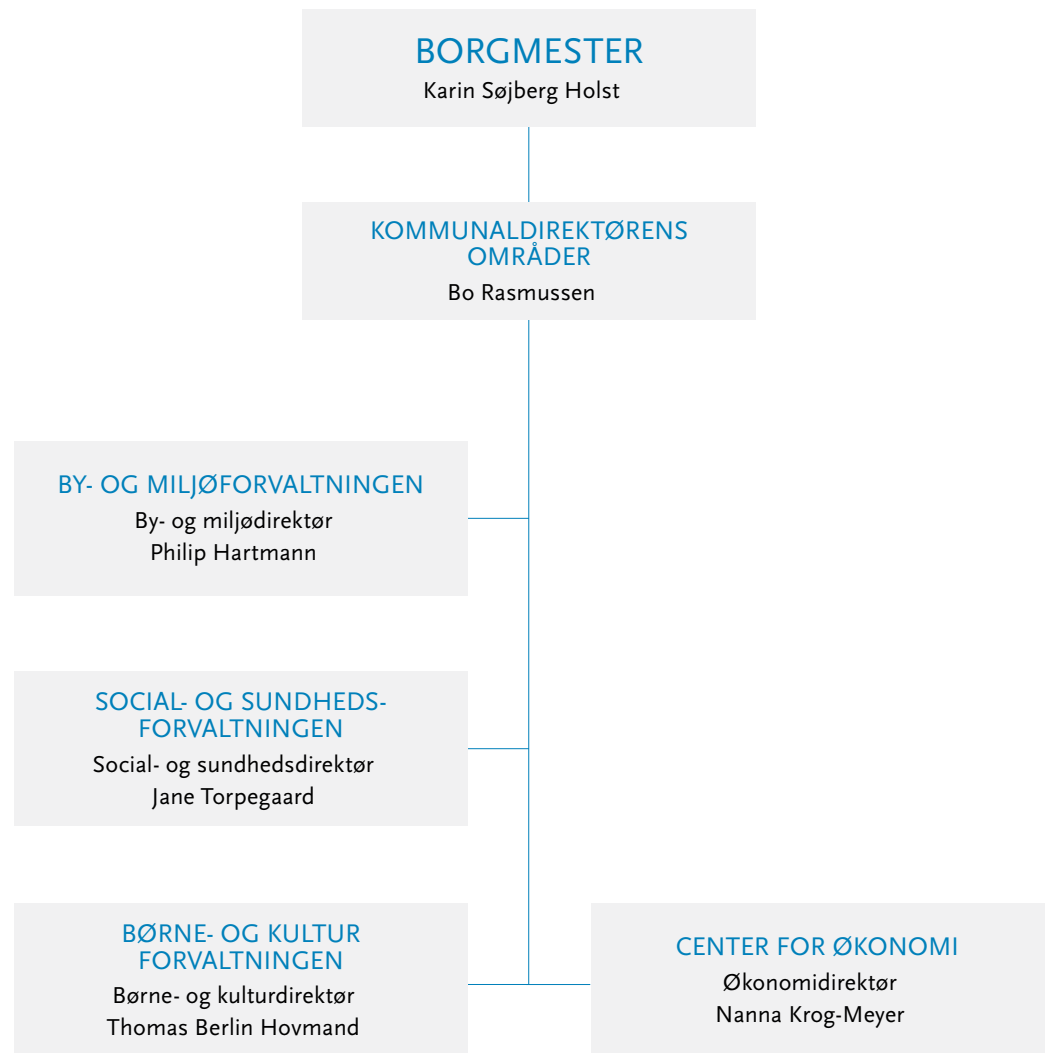 BORGMESTER
Karin Søjberg Holst
KOMMUNALDIREKTØRENS
OMRÅDER
Bo Rasmussen
BY- OG MILJØFORVALTNINGEN
By- og miljødirektør
Philip Hartmann
SOCIAL- OG SUNDHEDS-
FORVALTNINGEN
Social- og sundhedsdirektør
Jane Torpegaard
BØRNE- OG KULTUR
FORVALTNINGEN
Børne- og kulturdirektør
Thomas Berlin Hovmand
CENTER FOR ØKONOMI
Økonomidirektør
Nanna Krog-Meyer